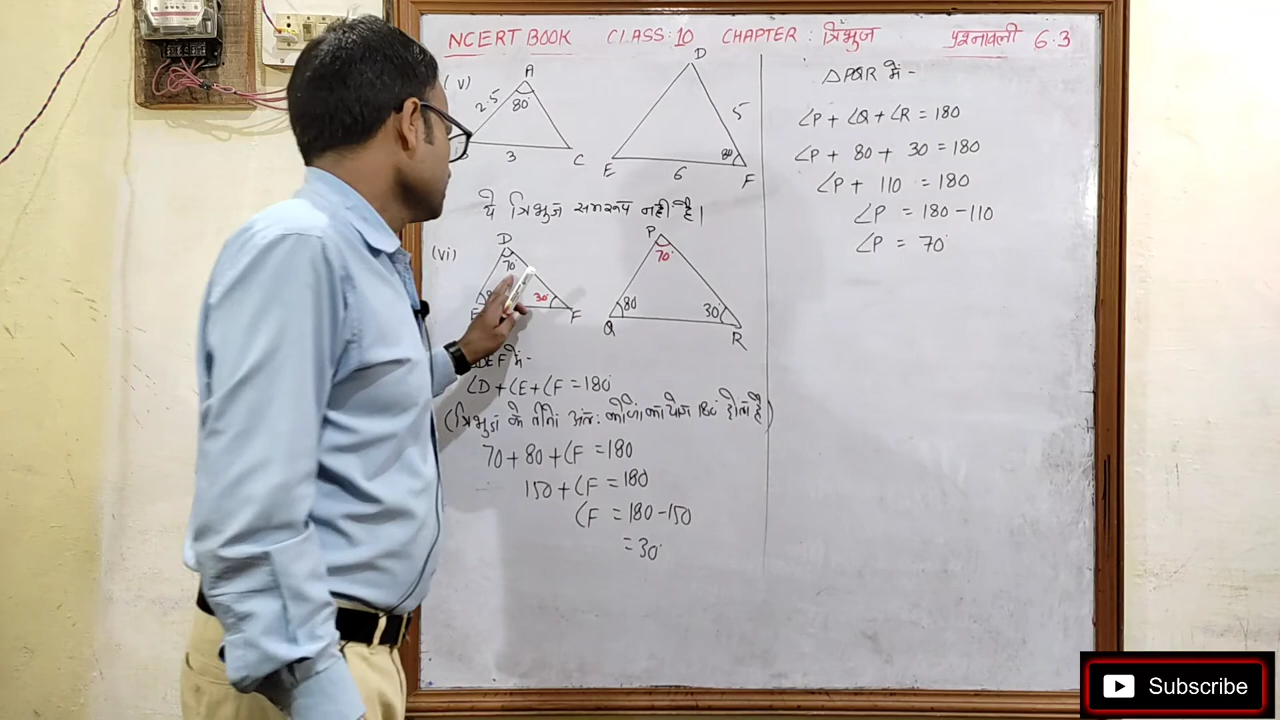 NCERT BOOK CLASS:10 CHAPTER : त्रिभुज प्रश्नावली 6.3
(v)
A
2.5
80°
3
C
D
5
80°
E
6
F
ये त्रिभुज समरूप नहीं है।
(vi)
D
70°
30°
E
F
P
70°
80
30°
Q
R
DEF में-
∠D + ∠E + ∠F = 180°
(त्रिभुज के तीनों अंतः कोणों का योग 180° होता है)
70 + 80 + ∠F = 180
150 + ∠F = 180
∠F = 180 - 150
= 30°
△PQR में -
∠P + ∠Q + ∠R = 180
∠P + 80 + 30 = 180
∠P + 110 = 180
∠P = 180 - 110
∠P = 70°
Subscribe